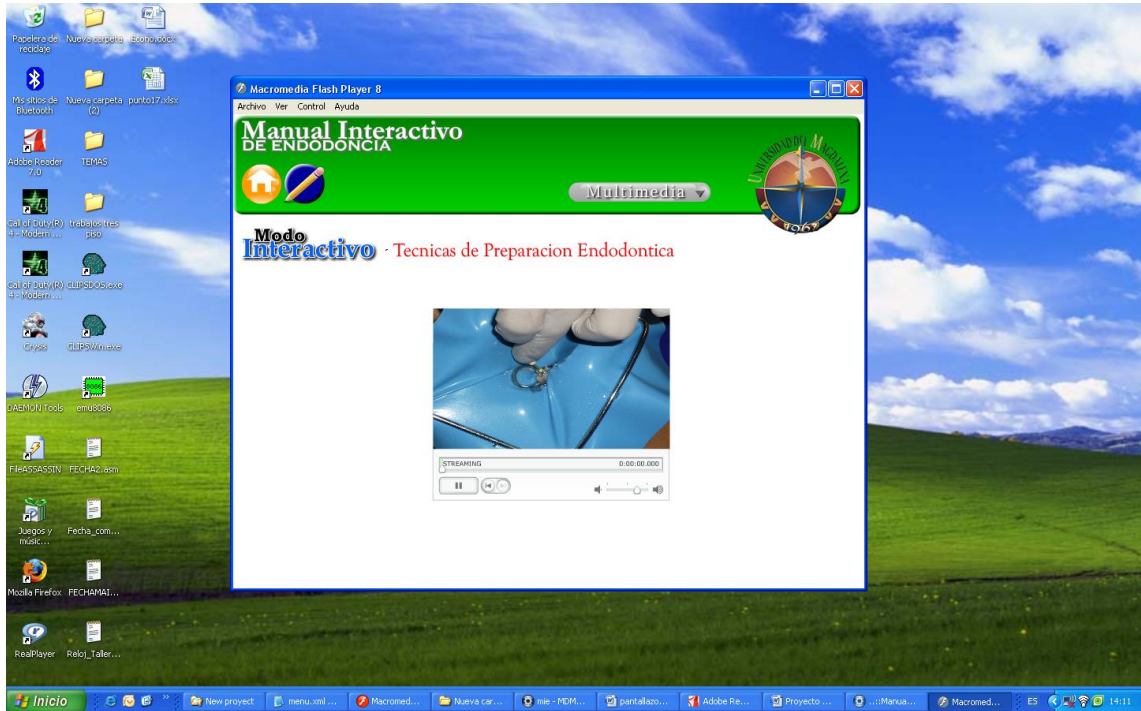 Papelera de reciclaje
Nueva carpeta
Econo.docx
Mis sitios de Bluetooth
Nueva carpeta (2)
punto17.xlsx
Adobe Reader 7.0
TEMAS
Call of Duty(R) 4 - Modern ...
trabajos tres piso
Call of Duty(R) 4 - Modern ...
CLIPSDOS.exe
Crysis
CLIPSWin.exe
DAEMON Tools
emu8086
FileASSASSIN
FECHA2.asm
Juegos y músic...
Fecha_com...
Mozilla Firefox
FECHAMAI...
RealPlayer
Reloj_Taller...
Macromedia Flash Player 8
Archivo Ver Control Ayuda
Manual Interactivo
DE ENDODONCIA
Multimedia
UNIVERSIDAD DEL MAGDALENA
1962
Modo
Interactivo - Tecnicas de Preparacion Endodontica
STREAMING 0:00:00.000
Inicio
New proyect
menu.xml ...
Macromed...
Nueva car...
mie - MDM...
pantallazo...
Adobe Re...
Proyecto ...
..::Manua...
Macromed...
ES
14:11